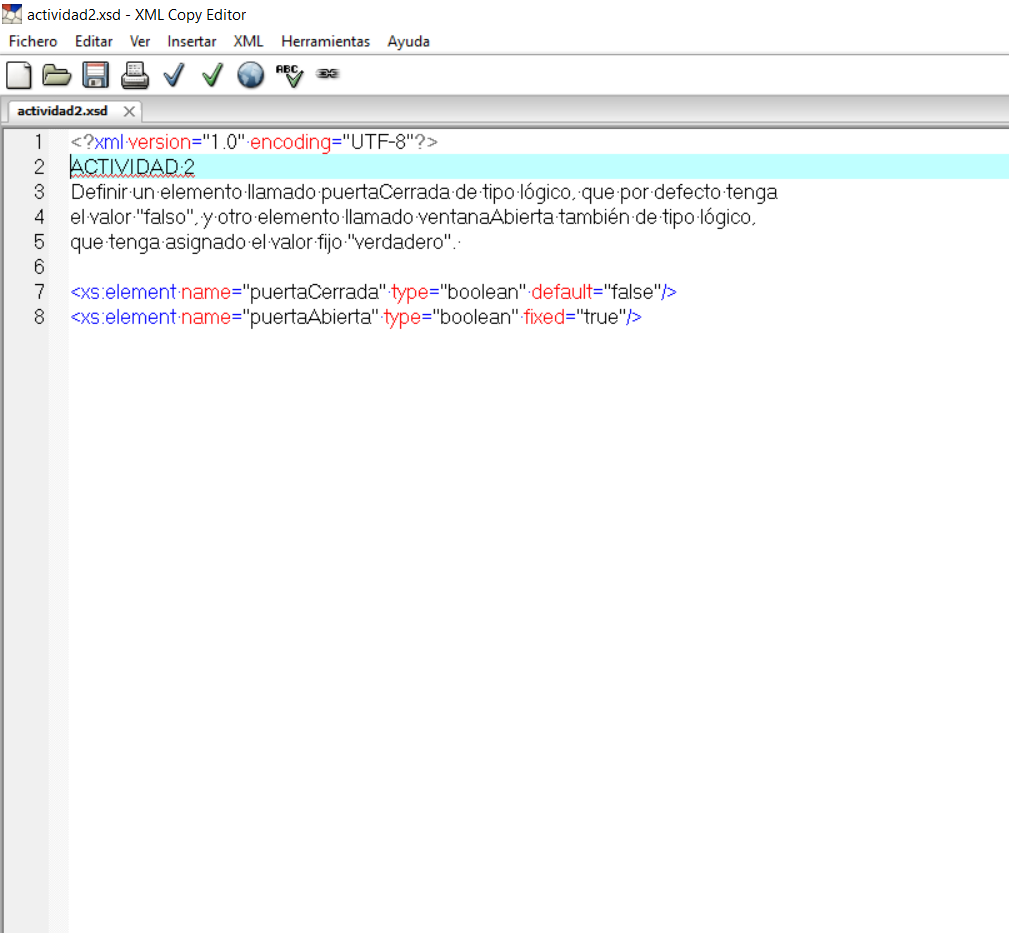 actividad2.xsd - XML Copy Editor
Fichero Editar Ver Insertar XML Herramientas Ayuda
ABC
actividad2.xsd
1 <?xml version="1.0" encoding="UTF-8"?>
2 ACTIVIDAD 2
3 Definir un elemento llamado puertaCerrada de tipo lógico, que por defecto tenga
4 el valor "falso", y otro elemento llamado ventanaAbierta también de tipo lógico,
5 que tenga asignado el valor fijo "verdadero".
6
7 <xs:element name="puertaCerrada" type="boolean" default="false"/>
8 <xs:element name="puertaAbierta" type="boolean" fixed="true"/>